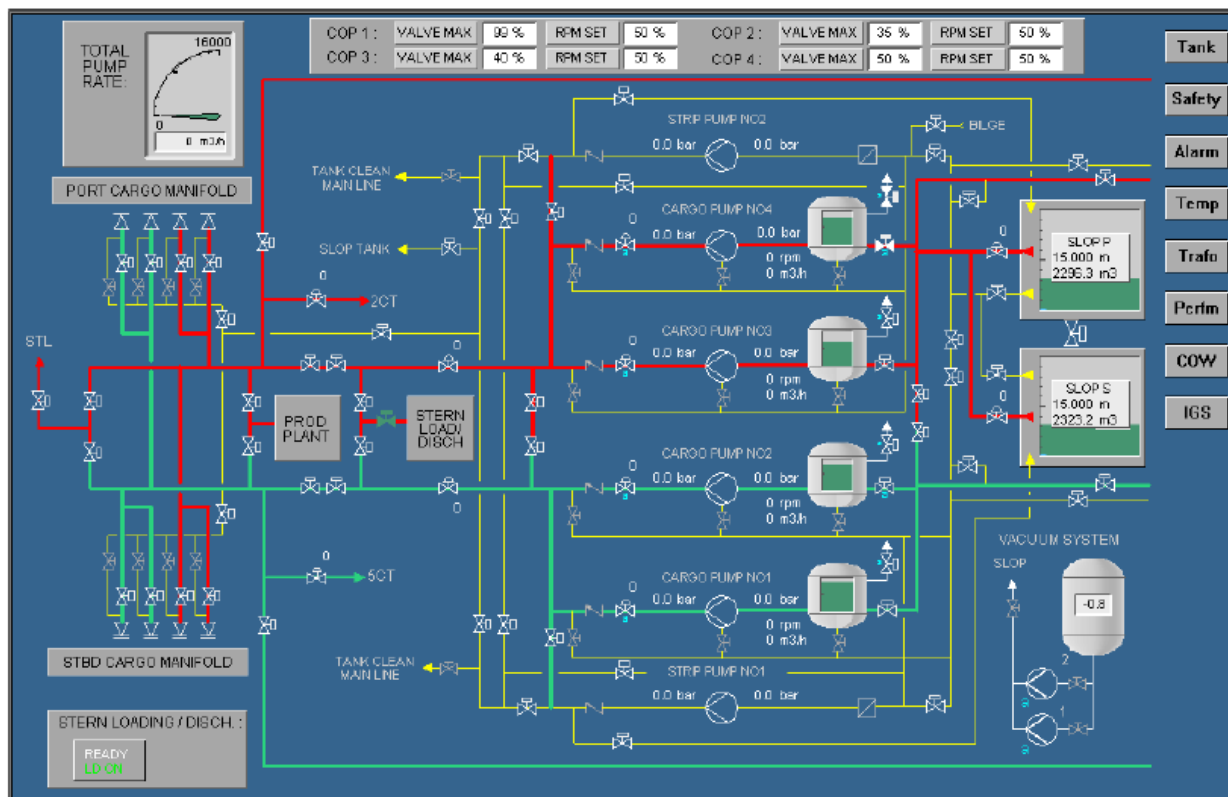 TOTAL
PUMP
RATE:
16000
0
0 m3/h
COP 1 : VALVE MAX 99 % RPM SET 50 % COP 2 : VALVE MAX 35 % RPM SET 50 %
COP 3 : VALVE MAX 40 % RPM SET 50 % COP 4 : VALVE MAX 50 % RPM SET 50 %
Tank
Safety
Alarm
Temp
Trafo
Perfm
COW
IGS
PORT CARGO MANIFOLD
TANK CLEAN
MAIN LINE
SLOP TANK
0
2CT
STL
0
0
PROD
PLANT
STERN
LOAD/
DISCH
0
5CT
STBD CARGO MANIFOLD
TANK CLEAN
MAIN LINE
STERN LOADING / DISCH. :
READY
LD ON
STRIP PUMP NO2
0.0 bar 0.0 bar
BILGE
CARGO PUMP NO4
0
0.0 bar 0.0 bar
0 rpm
0 m3/h
CARGO PUMP NO3
0
0.0 bar 0.0 bar
0 rpm
0 m3/h
CARGO PUMP NO2
0
0.0 bar 0.0 bar
0 rpm
0 m3/h
CARGO PUMP NO1
0
0.0 bar 0.0 bar
0 rpm
0 m3/h
STRIP PUMP NO1
0.0 bar 0.0 bar
0
SLOP P
15.000 m
2296.3 m3
0
SLOP S
15.000 m
2323.2 m3
VACUUM SYSTEM
SLOP
-0.8
2
1